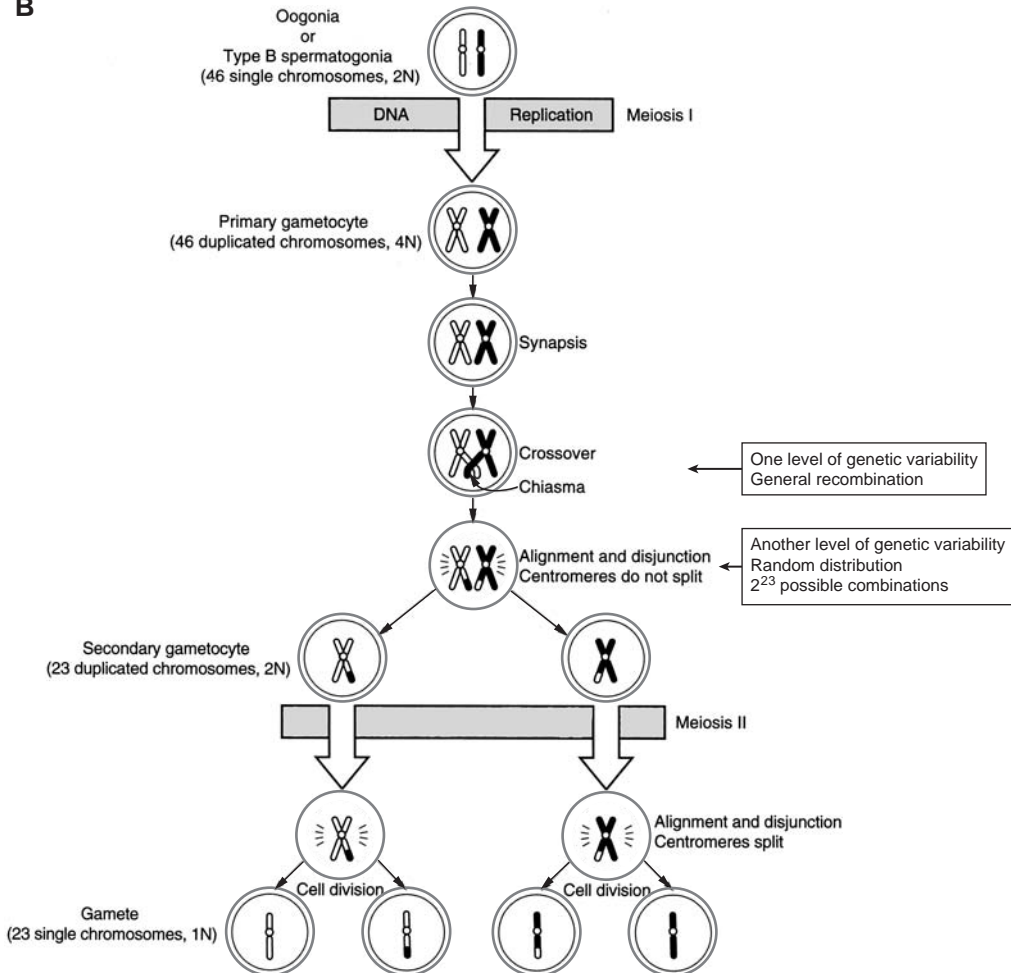 B
Oogonia
or
Type B spermatogonia
(46 single chromosomes, 2N)
DNA
Replication
Meiosis I
Primary gametocyte
(46 duplicated chromosomes, 4N)
Synapsis
Crossover
Chiasma
One level of genetic variability
General recombination
Alignment and disjunction
Centromeres do not split
Another level of genetic variability
Random distribution
2²³ possible combinations
Secondary gametocyte
(23 duplicated chromosomes, 2N)
Meiosis II
Alignment and disjunction
Centromeres split
Cell division
Cell division
Gamete
(23 single chromosomes, 1N)